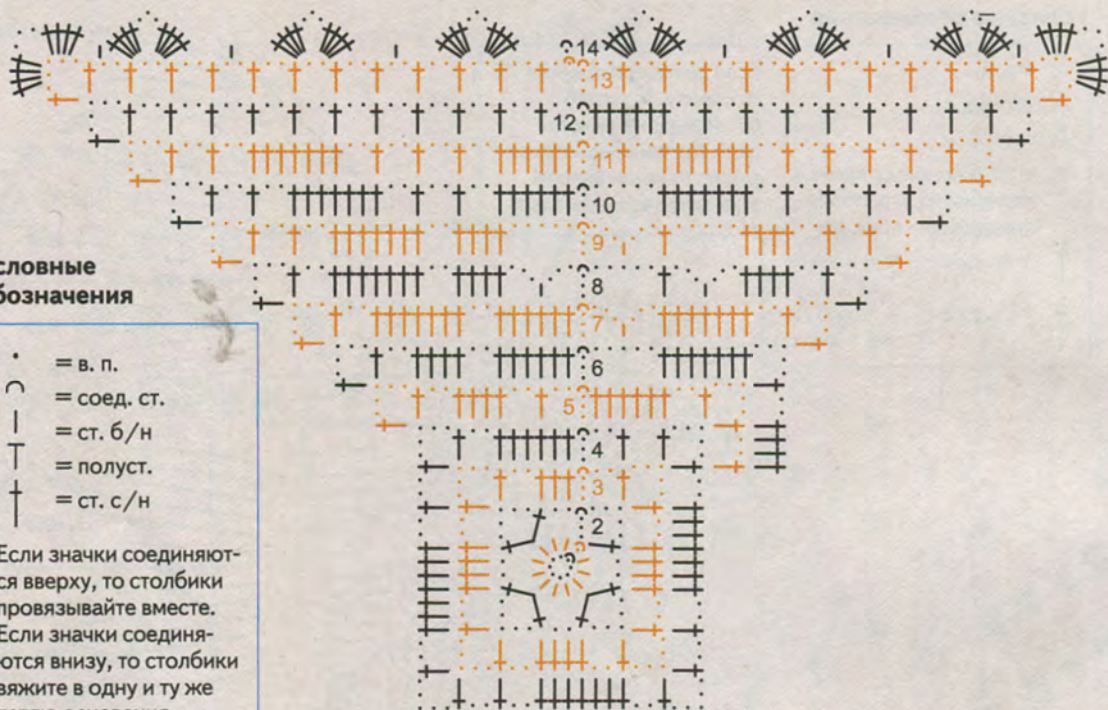 14
13
12
11
10
9
8
7
6
5
4
3
2
словные
бозначения
= в. п.
= соед. ст.
= ст. б/н
= полуст.
= ст. с/н
Если значки соединяют-
ся вверху, то столбики
провязывайте вместе.
Если значки соединя-
ются внизу, то столбики
вяжите в одну и ту же